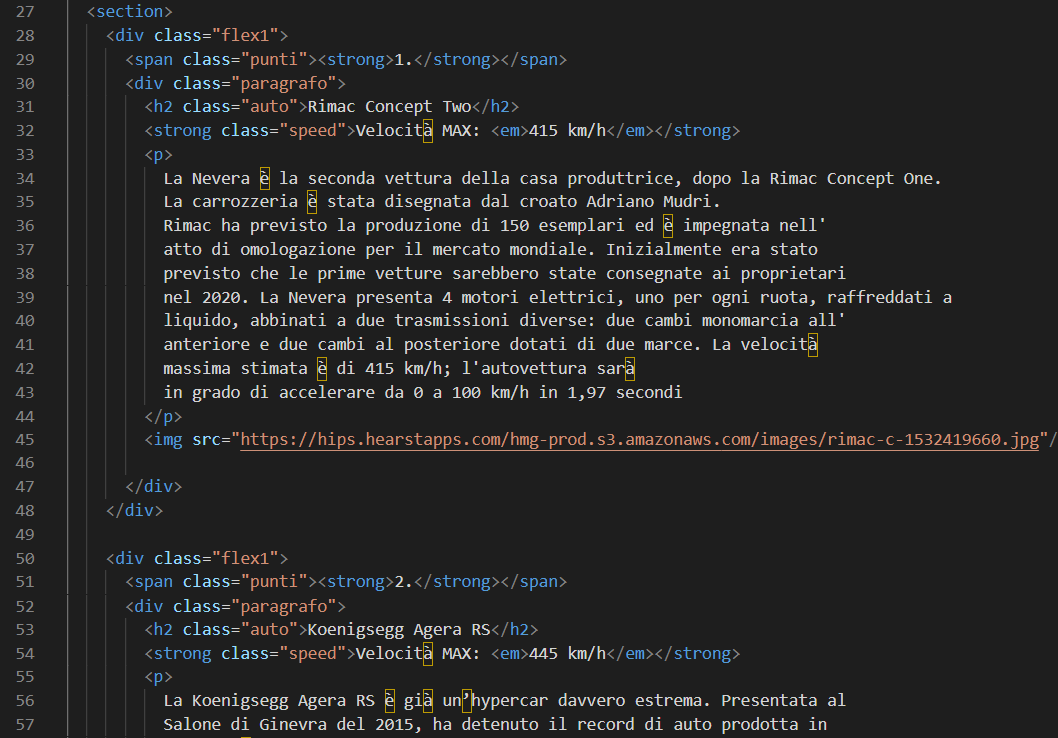 27 <section>
28 <div class="flex1">
29 <span class="punti"><strong>1.</strong></span>
30 <div class="paragrafo">
31 <h2 class="auto">Rimac Concept Two</h2>
32 <strong class="speed">Velocità MAX: <em>415 km/h</em></strong>
33 <p>
34 La Nevera è la seconda vettura della casa produttrice, dopo la Rimac Concept One.
35 La carrozzeria è stata disegnata dal croato Adriano Mudri.
36 Rimac ha previsto la produzione di 150 esemplari ed è impegnata nell'
37 atto di omologazione per il mercato mondiale. Inizialmente era stato
38 previsto che le prime vetture sarebbero state consegnate ai proprietari
39 nel 2020. La Nevera presenta 4 motori elettrici, uno per ogni ruota, raffreddati a
40 liquido, abbinati a due trasmissioni diverse: due cambi monomarcia all'
41 anteriore e due cambi al posteriore dotati di due marce. La velocità
42 massima stimata è di 415 km/h; l'autovettura sarà
43 in grado di accelerare da 0 a 100 km/h in 1,97 secondi
44 </p>
45 <img src="https://hips.hearstapps.com/hmg-prod.s3.amazonaws.com/images/rimac-c-1532419660.jpg"/
46
47 </div>
48 </div>
49
50 <div class="flex1">
51 <span class="punti"><strong>2.</strong></span>
52 <div class="paragrafo">
53 <h2 class="auto">Koenigsegg Agera RS</h2>
54 <strong class="speed">Velocità MAX: <em>445 km/h</em></strong>
55 <p>
56 La Koenigsegg Agera RS è già un’hypercar davvero estrema. Presentata al
57 Salone di Ginevra del 2015, ha detenuto il record di auto prodotta in